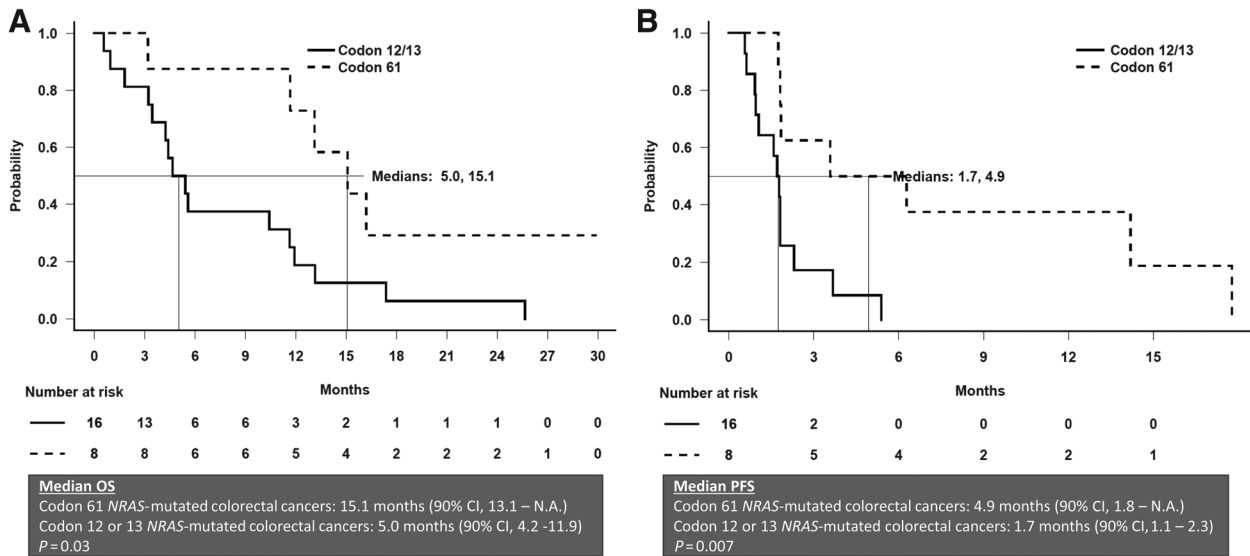 A
Codon 12/13
Codon 61
1.0
0.8
0.6
0.4
0.2
0.0
Probability
Medians: 5.0, 15.1
0 3 6 9 12 15 18 21 24 27 30
Months
Number at risk
16 13 6 6 3 2 1 1 1 0 0
8 8 6 6 5 4 2 2 2 1 0
Median OS
Codon 61 NRAS-mutated colorectal cancers: 15.1 months (90% CI, 13.1 – N.A.)
Codon 12 or 13 NRAS-mutated colorectal cancers: 5.0 months (90% CI, 4.2 -11.9)
P = 0.03
B
Codon 12/13
Codon 61
1.0
0.8
0.6
0.4
0.2
0.0
Probability
Medians: 1.7, 4.9
0 3 6 9 12 15
Months
Number at risk
16 2 0 0 0 0
8 5 4 2 2 1
Median PFS
Codon 61 NRAS-mutated colorectal cancers: 4.9 months (90% CI, 1.8 – N.A.)
Codon 12 or 13 NRAS-mutated colorectal cancers: 1.7 months (90% CI, 1.1 – 2.3)
P = 0.007